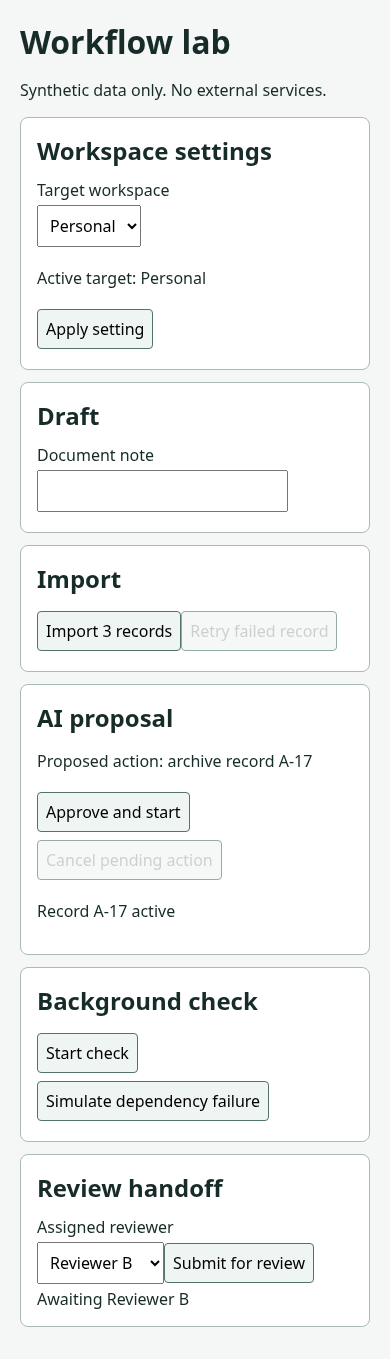 Workflow lab
Synthetic data only. No external services.
Workspace settings
Target workspace
Personal
Active target: Personal
Apply setting
Draft
Document note
Import
Import 3 records Retry failed record
AI proposal
Proposed action: archive record A-17
Approve and start
Cancel pending action
Record A-17 active
Background check
Start check
Simulate dependency failure
Review handoff
Assigned reviewer
Reviewer B Submit for review
Awaiting Reviewer B